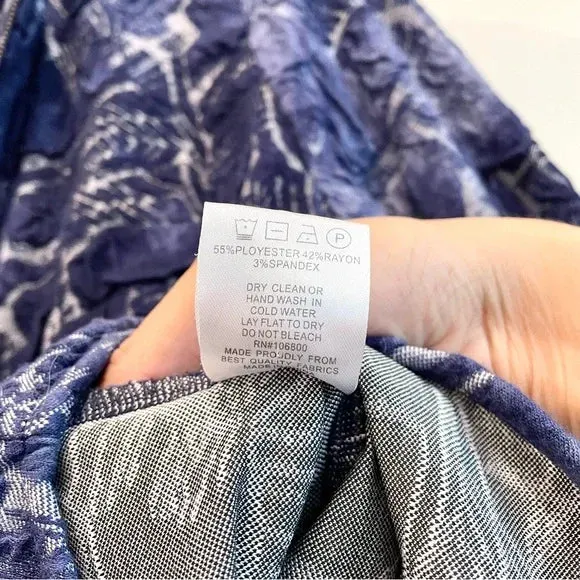 P
55%PLOYESTER 42%RAYON
3%SPANDEX
DRY CLEAN OR
HAND WASH IN
COLD WATER
LAY FLAT TO DRY
DO NOT BLEACH
RN#106800
MADE PROUDLY FROM
BEST QUALITY FABRICS